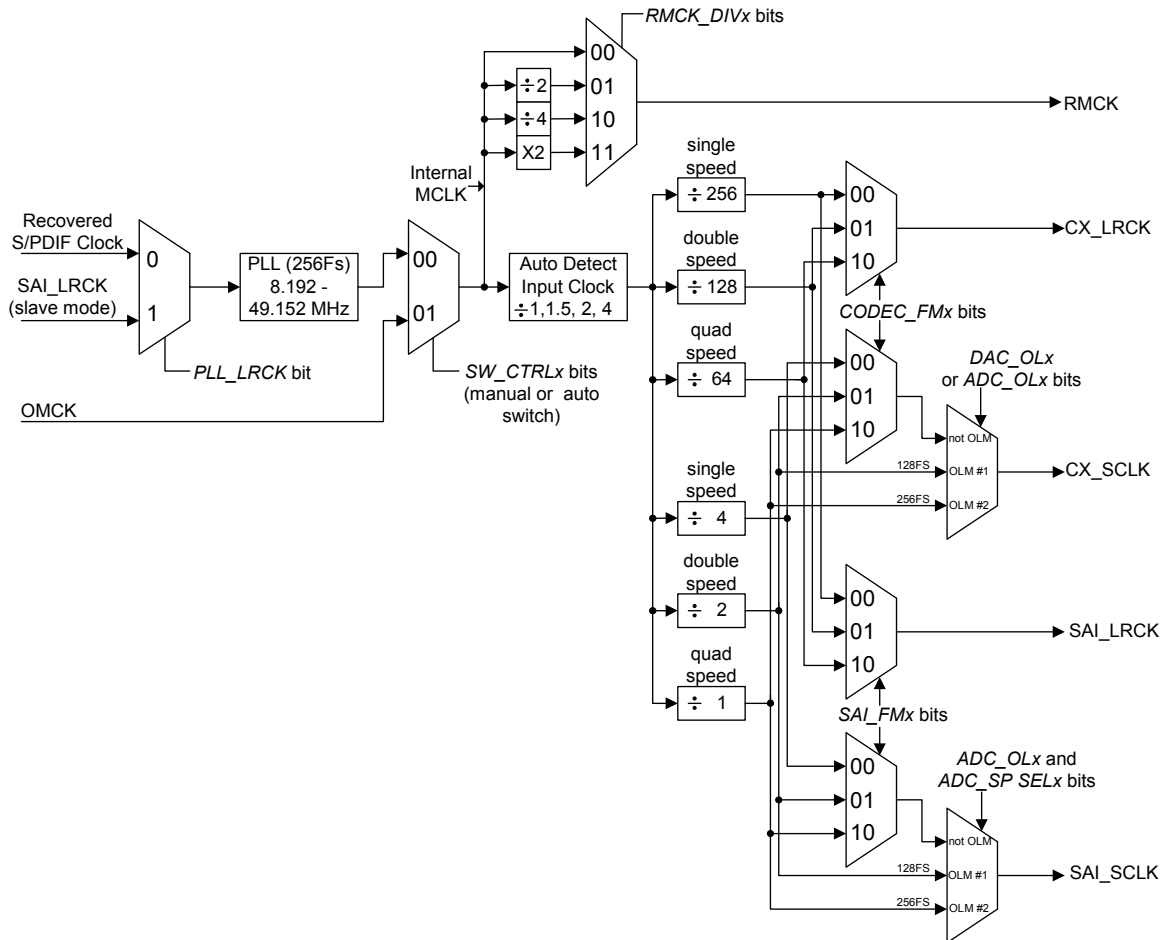 RMCK_DIVx bits
00
÷2
01
÷4
10
X2
11
RMCK
Internal
MCLK
single
speed
÷ 256
00
01
10
CX_LRCK
Recovered
S/PDIF Clock
0
SAI_LRCK
(slave mode)
1
PLL (256Fs)
8.192 -
49.152 MHz
00
01
Auto Detect
Input Clock
÷1,1.5, 2, 4
double
speed
÷ 128
CODEC_FMx bits
PLL_LRCK bit
SW_CTRLx bits
(manual or auto
switch)
OMCK
quad
speed
÷ 64
00
01
10
DAC_OLx
or ADC_OLx bits
not OLM
128FS
OLM #1
256FS
OLM #2
CX_SCLK
single
speed
÷ 4
double
speed
÷ 2
00
01
10
SAI_LRCK
quad
speed
÷ 1
SAI_FMx bits
00
01
10
ADC_OLx and
ADC_SP SELx bits
not OLM
128FS
OLM #1
256FS
OLM #2
SAI_SCLK